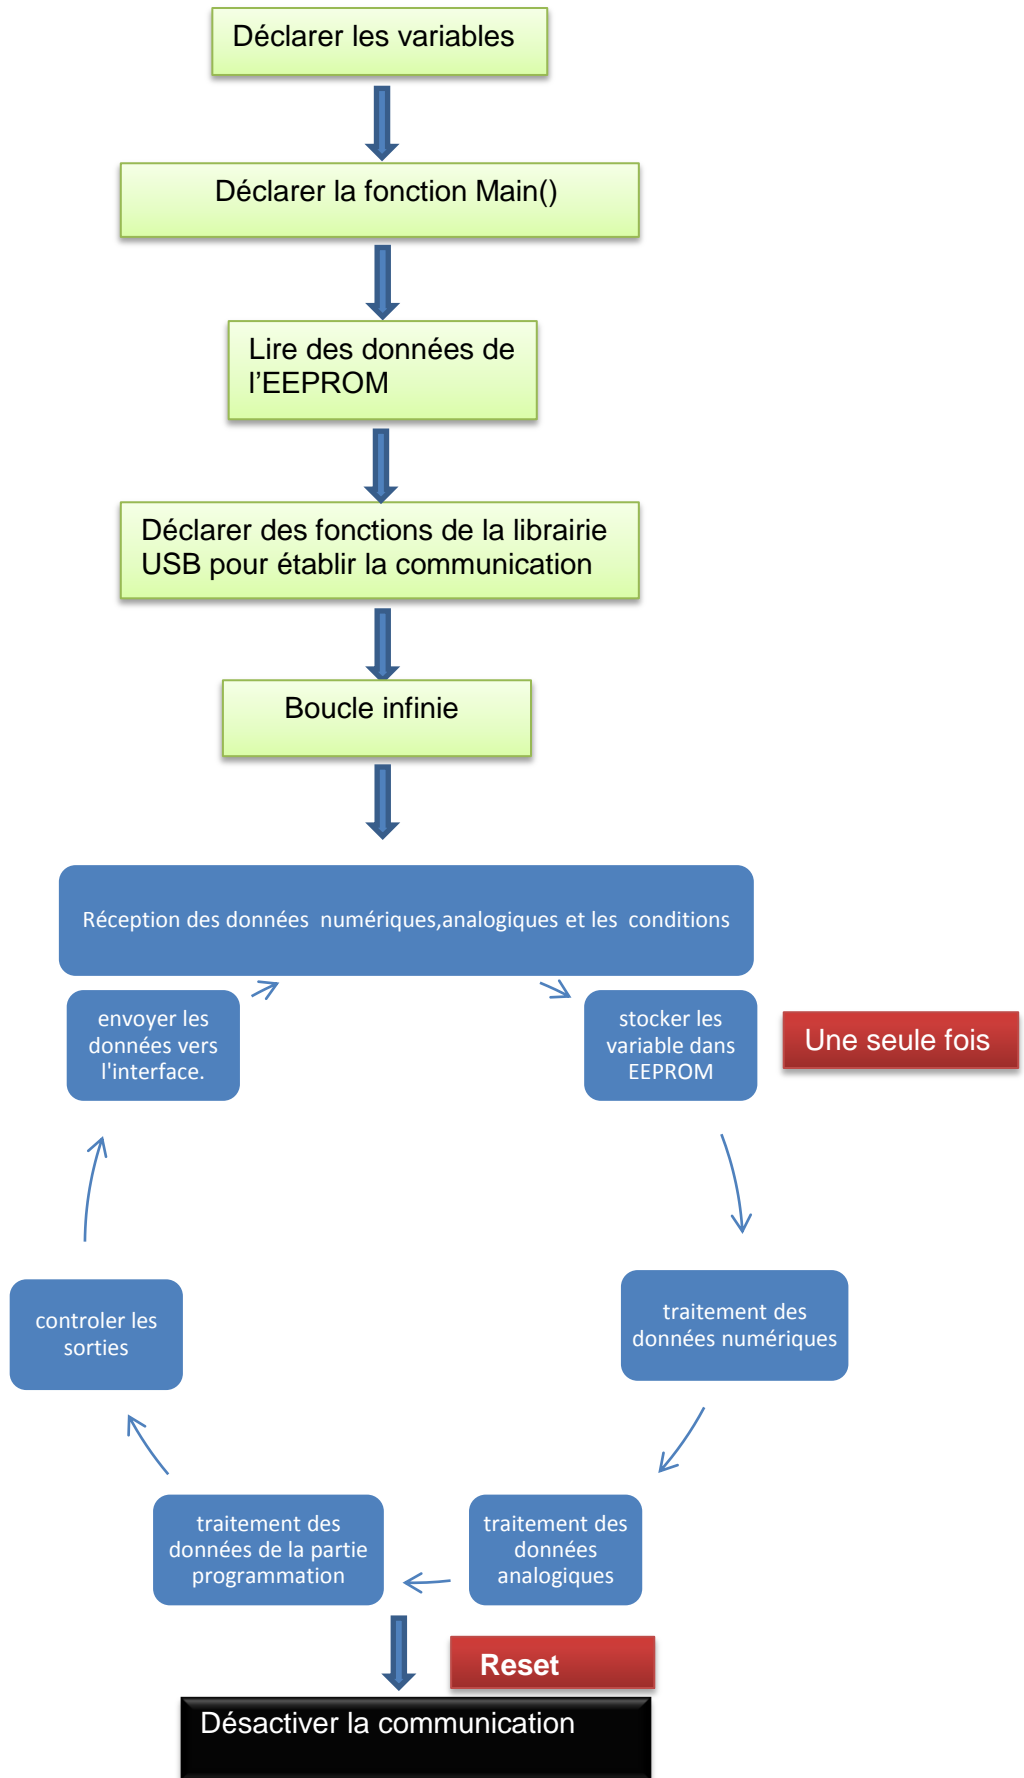 Déclarer les variables
Déclarer la fonction Main()
Lire des données de
l'EEPROM
Déclarer des fonctions de la librairie
USB pour établir la communication
Boucle infinie
Réception des données  numériques,analogiques et les  conditions
envoyer les
données vers
l'interface.
stocker les
variable dans
EEPROM
Une seule fois
controler les
sorties
traitement des
données numériques
traitement des
données de la partie
programmation
traitement des
données
analogiques
Reset
Désactiver la communication